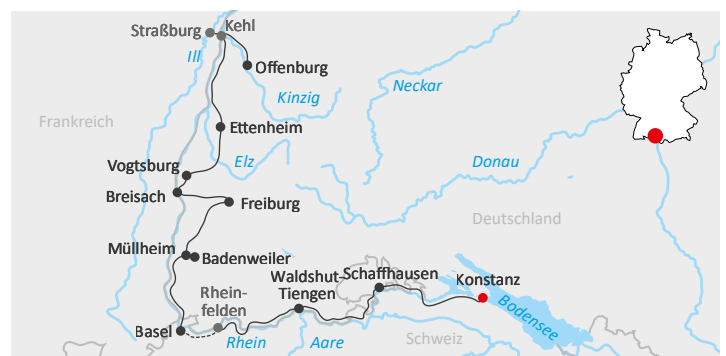 Straßburg
Kehl
Ill
Offenburg
Kinzig
Neckar
Frankreich
Ettenheim
Vogtsburg
Elz
Donau
Breisach
Freiburg
Deutschland
Müllheim
Badenweiler
Waldshut-
Tiengen
Schaffhausen
Konstanz
Rhein-
felden
Bodensee
Basel
Rhein
Aare
Schweiz